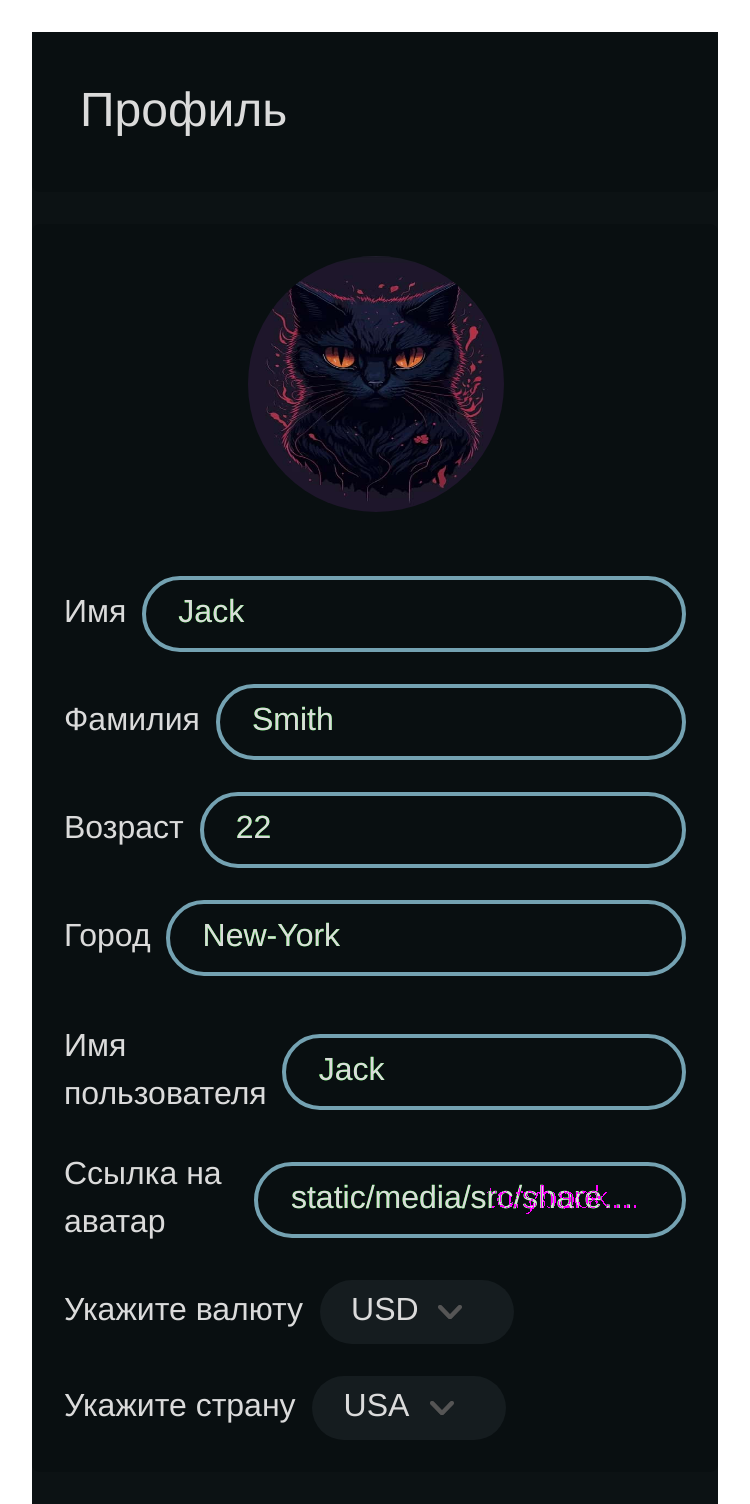 Профиль
Имя
Jack
Фамилия
Smith
Возраст
22
Город
New-York
Имя
пользователя
Jack
Ссылка на
аватар
static/media/src/share....
Укажите валюту
USD
Укажите страну
USA